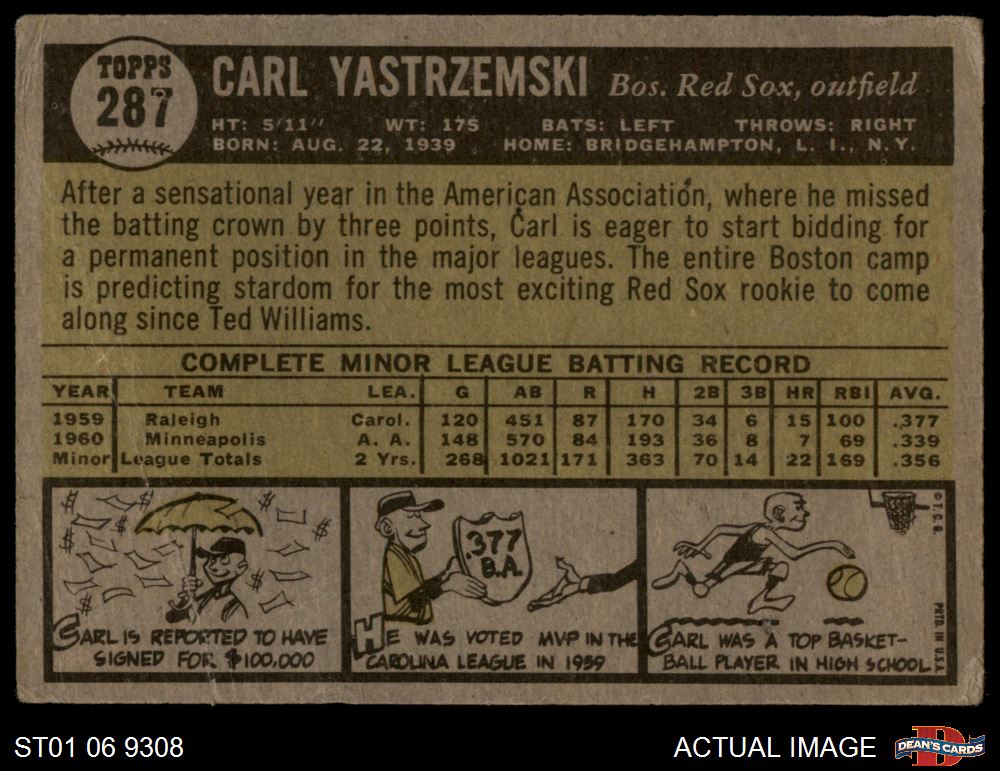 TOPPS
287
CARL YASTRZEMSKI Bos. Red Sox, outfield
HT: 5'11" WT: 175 BATS: LEFT THROWS: RIGHT
BORN: AUG. 22, 1939 HOME: BRIDGEHAMPTON, L. I., N.Y.
After a sensational year in the American Association, where he missed
the batting crown by three points, Carl is eager to start bidding for
a permanent position in the major leagues. The entire Boston camp
is predicting stardom for the most exciting Red Sox rookie to come
along since Ted Williams.
COMPLETE MINOR LEAGUE BATTING RECORD
YEAR TEAM LEA. G AB R H 2B 3B HR RBI AVG.
1959 Raleigh Carol. 120 451 87 170 34 6 15 100 .377
1960 Minneapolis A. A. 148 570 84 193 36 8 7 69 .339
Minor League Totals 2 Yrs. 268 1021 171 363 70 14 22 169 .356
$ $ $ $ $
CARL IS REPORTED TO HAVE
SIGNED FOR $100,000
.377
B.A.
HE WAS VOTED MVP IN THE
CAROLINA LEAGUE IN 1959
CARL WAS A TOP BASKET-
BALL PLAYER IN HIGH SCHOOL
© T.C.G.
PRTD. IN U.S.A.
ST01 06 9308
ACTUAL IMAGE
D
DEAN'S CARDS